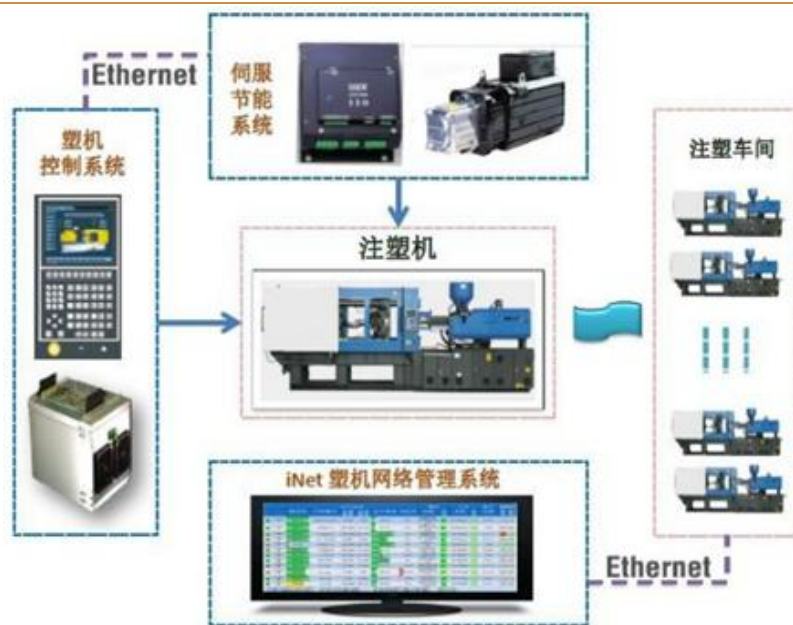 Ethernet
伺服
节能
系统
塑机
控制系统
注塑车间
注塑机
iNet 塑机网络管理系统
Ethernet